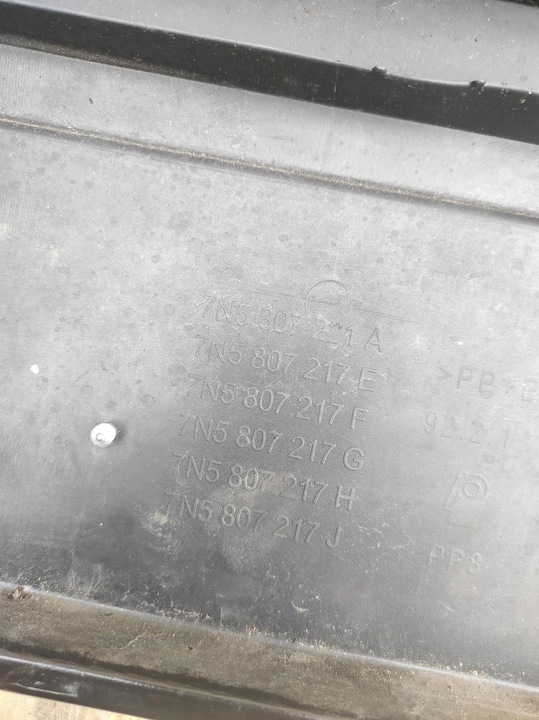 7N5 807 221 A
7N5 807 217 E
7N5 807 217 F
7N5 807 217 G
7N5 807 217 H
7N5 807 217 J
>PP+E
92.2.1
PP8